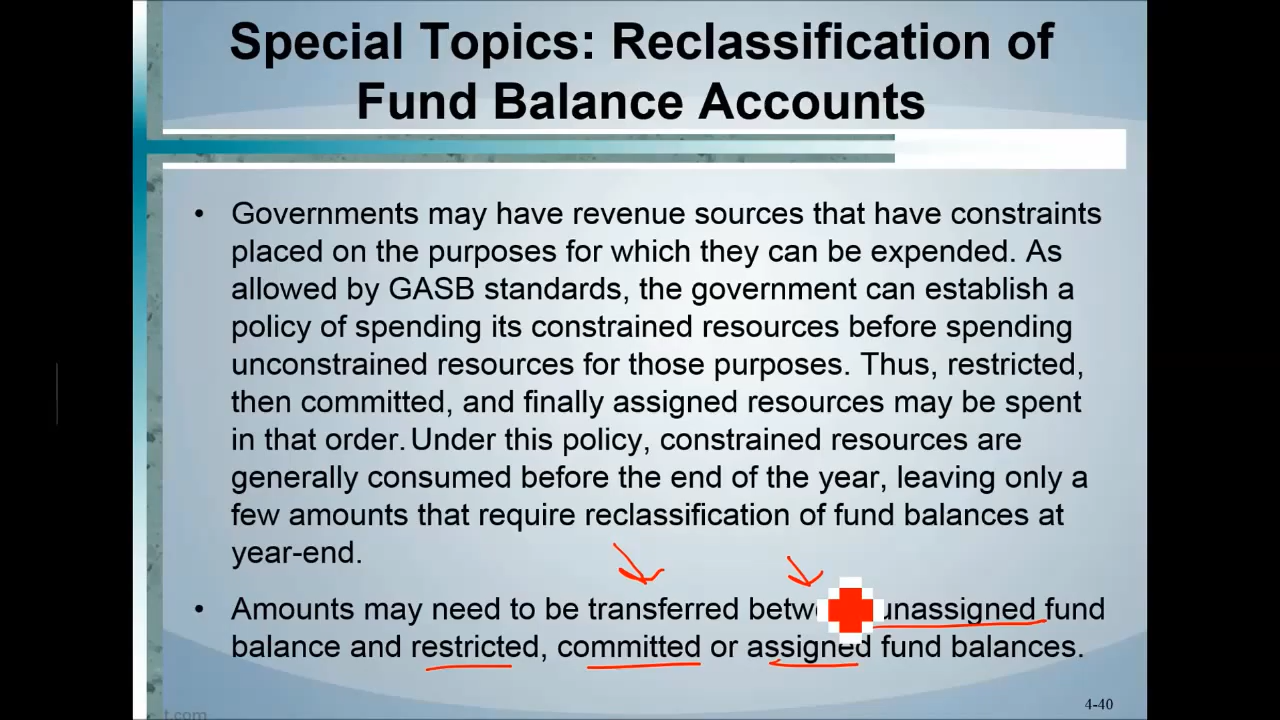 Special Topics: Reclassification of
Fund Balance Accounts
• Governments may have revenue sources that have constraints
placed on the purposes for which they can be expended. As
allowed by GASB standards, the government can establish a
policy of spending its constrained resources before spending
unconstrained resources for those purposes. Thus, restricted,
then committed, and finally assigned resources may be spent
in that order. Under this policy, constrained resources are
generally consumed before the end of the year, leaving only a
few amounts that require reclassification of fund balances at
year-end.
• Amounts may need to be transferred unassigned fund
balance and restricted, committed or assigned fund balances.
4-40
t.com